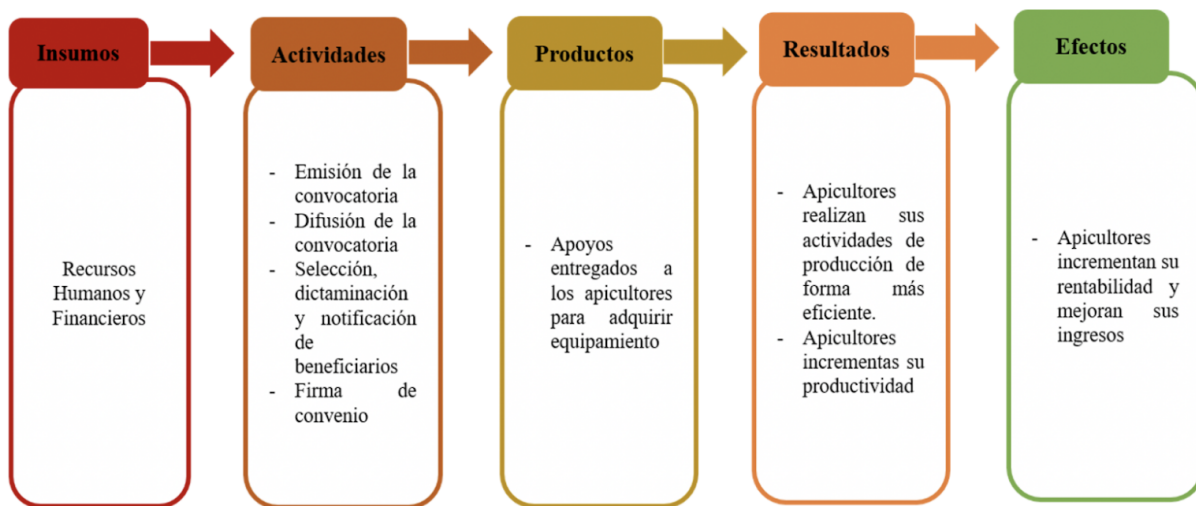 Insumos
Recursos
Humanos y
Financieros
Actividades
- Emisión de la
convocatoria
- Difusión de la
convocatoria
- Selección,
dictaminación
y notificación
de
beneficiarios
- Firma de
convenio
Productos
- Apoyos
entregados a
los apicultores
para adquirir
equipamiento
Resultados
- Apicultores
realizan sus
actividades de
producción de
forma más
eficiente.
- Apicultores
incrementas su
productividad
Efectos
- Apicultores
incrementan su
rentabilidad y
mejoran sus
ingresos